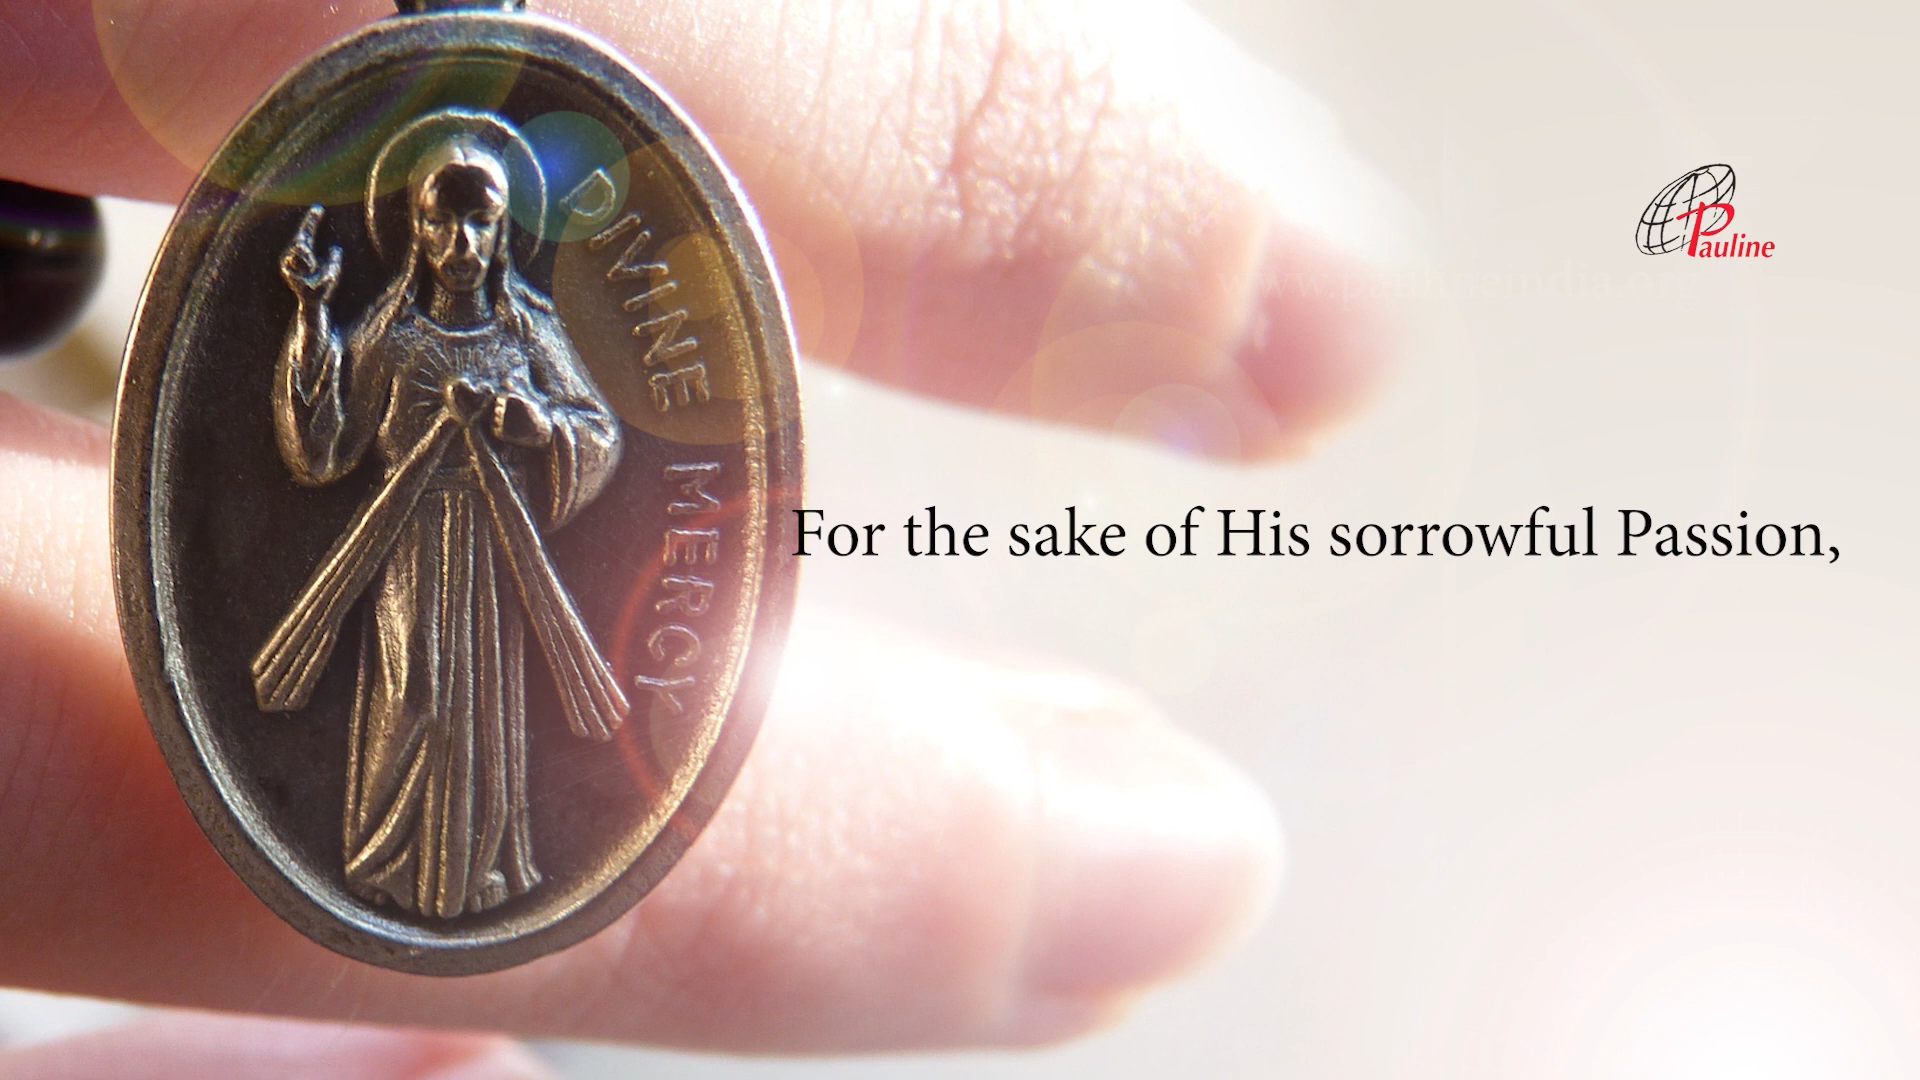 Pauline
DIVINE MERCY
For the sake of His sorrowful Passion,